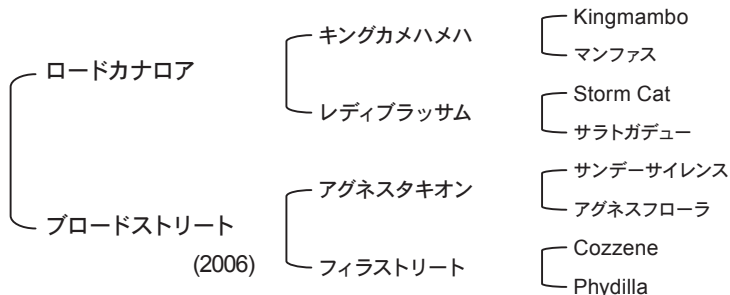 Kingmambo
キングカメハメハ
マンファス
ロードカナロア
Storm Cat
レディブラッサム
サラトガデュー
サンデーサイレンス
アグネスタキオン
アグネスフローラ
ブロードストリート
(2006)
Cozzene
フィラストリート
Phydilla